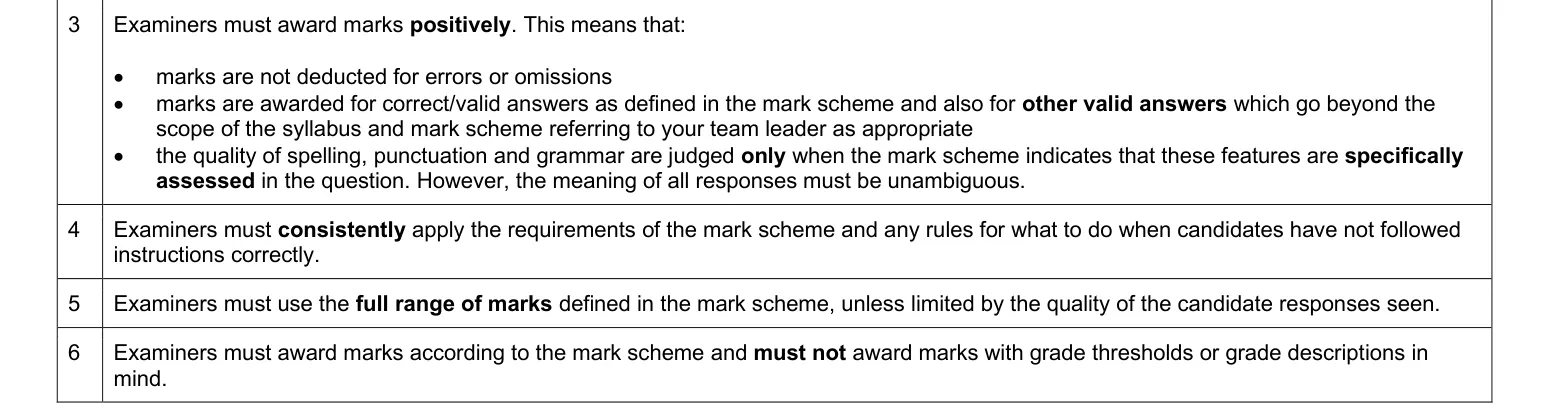 3 Examiners must award marks positively. This means that:
• marks are not deducted for errors or omissions
• marks are awarded for correct/valid answers as defined in the mark scheme and also for other valid answers which go beyond the
scope of the syllabus and mark scheme referring to your team leader as appropriate
• the quality of spelling, punctuation and grammar are judged only when the mark scheme indicates that these features are specifically
assessed in the question. However, the meaning of all responses must be unambiguous.
4 Examiners must consistently apply the requirements of the mark scheme and any rules for what to do when candidates have not followed
instructions correctly.
5 Examiners must use the full range of marks defined in the mark scheme, unless limited by the quality of the candidate responses seen.
6 Examiners must award marks according to the mark scheme and must not award marks with grade thresholds or grade descriptions in
mind.